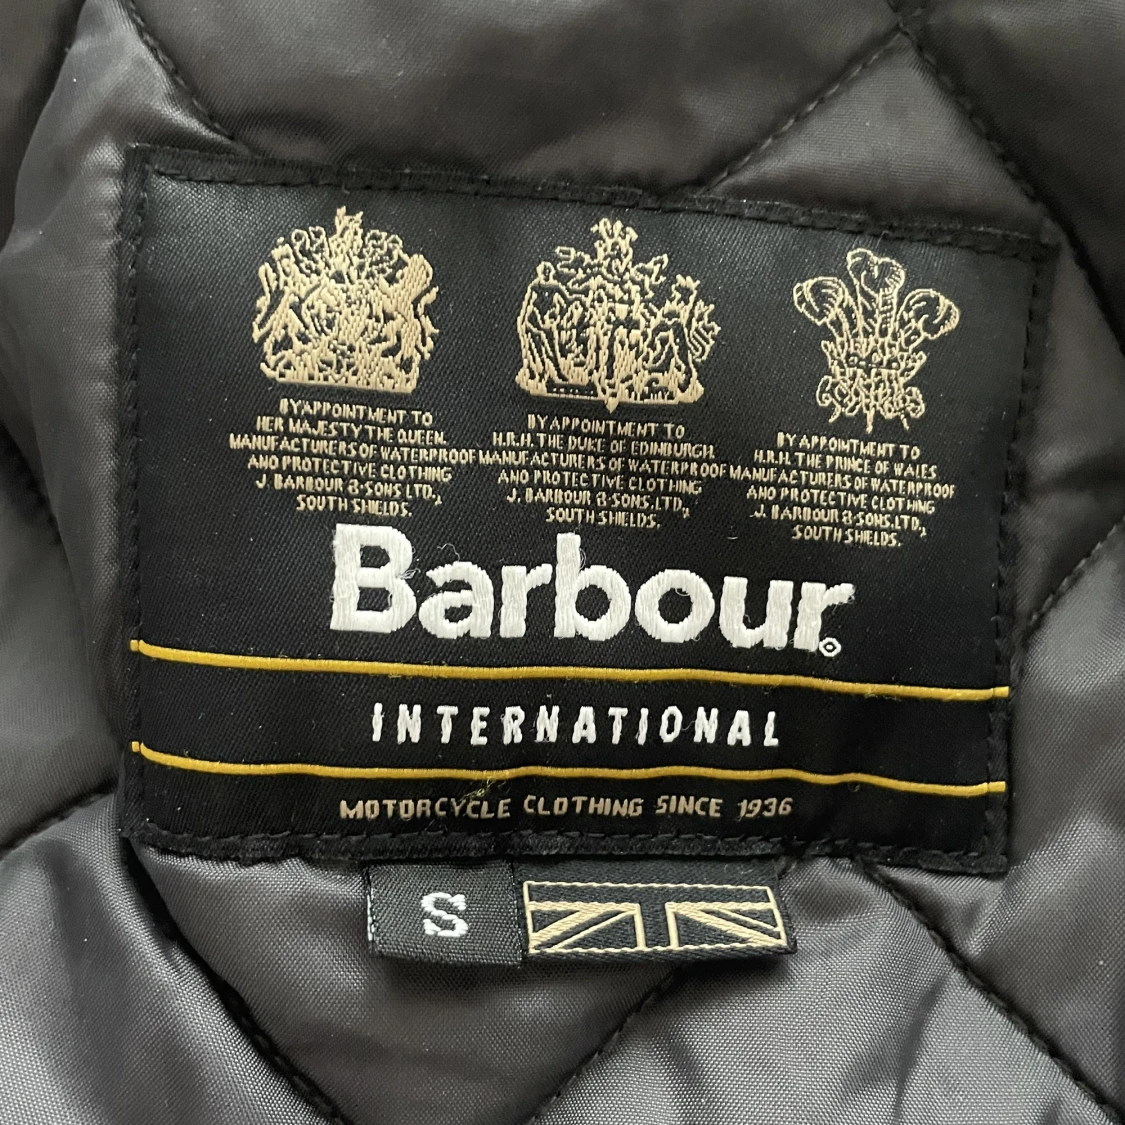 BY APPOINTMENT TO
HER MAJESTY THE QUEEN.
MANUFACTURERS OF WATERPROOF
AND PROTECTIVE CLOTHING
J. BARBOUR & SONS, LTD.,
SOUTH SHIELDS.
BY APPOINTMENT TO
H.R.H. THE DUKE OF EDINBURGH.
MANUFACTURERS OF WATERPROOF
AND PROTECTIVE CLOTHING
J. BARBOUR & SONS, LTD.,
SOUTH SHIELDS.
BY APPOINTMENT TO
H.R.H. THE PRINCE OF WALES
MANUFACTURERS OF WATERPROOF
AND PROTECTIVE CLOTHING
J. BARBOUR & SONS, LTD.,
SOUTH SHIELDS.
Barbour®
INTERNATIONAL
MOTORCYCLE CLOTHING SINCE 1936
S